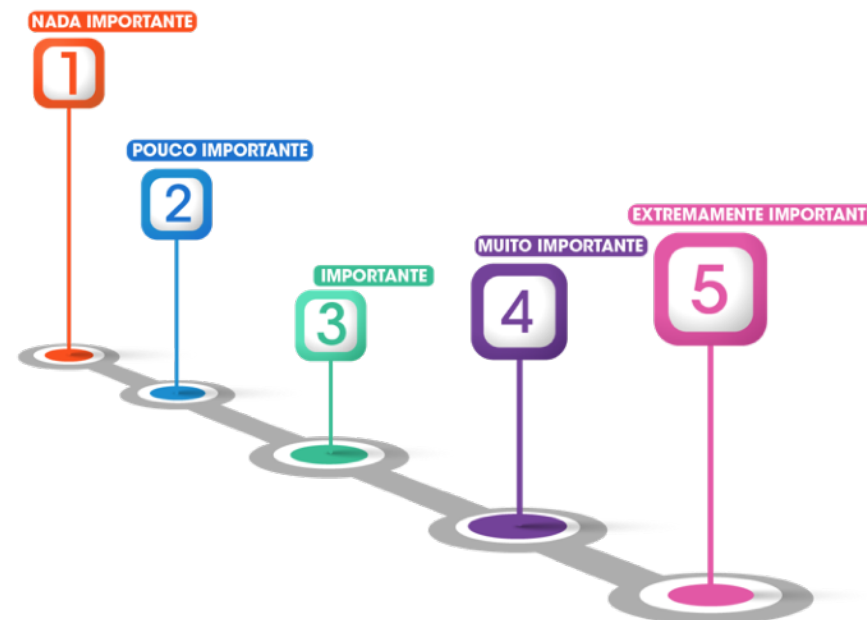 NADA IMPORTANTE
1
POUCO IMPORTANTE
2
IMPORTANTE
3
MUITO IMPORTANTE
4
EXTREMAMENTE IMPORTANT
5